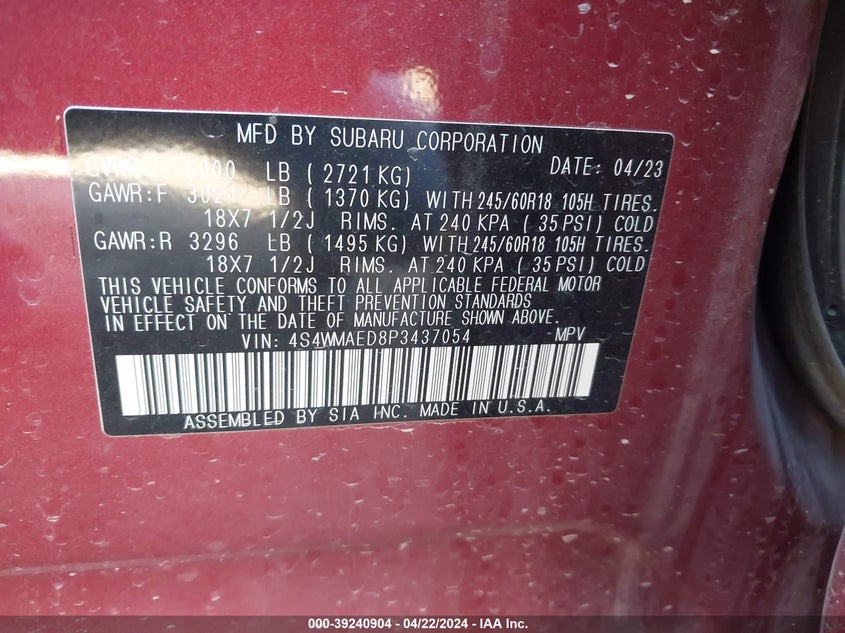 MFD BY SUBARU CORPORATION
DATE: 04/23
GVWR: 6000 LB ( 2721 KG)
GAWR:F 3021 LB ( 1370 KG) WITH 245/60R18 105H TIRES.
18X7 1/2J RIMS. AT 240 KPA ( 35 PSI) COLD
GAWR:R 3296 LB ( 1495 KG) WITH 245/60R18 105H TIRES.
18X7 1/2J RIMS. AT 240 KPA ( 35 PSI) COLD
THIS VEHICLE CONFORMS TO ALL APPLICABLE FEDERAL MOTOR
VEHICLE SAFETY AND THEFT PREVENTION STANDARDS
IN EFFECT ON THE DATE OF MANUFACTURE SHOWN ABOVE.
VIN: 4S4WMAED8P3437054 MPV
ASSEMBLED BY SIA INC. MADE IN U.S.A.
000-39240904 - 04/22/2024 - IAA Inc.